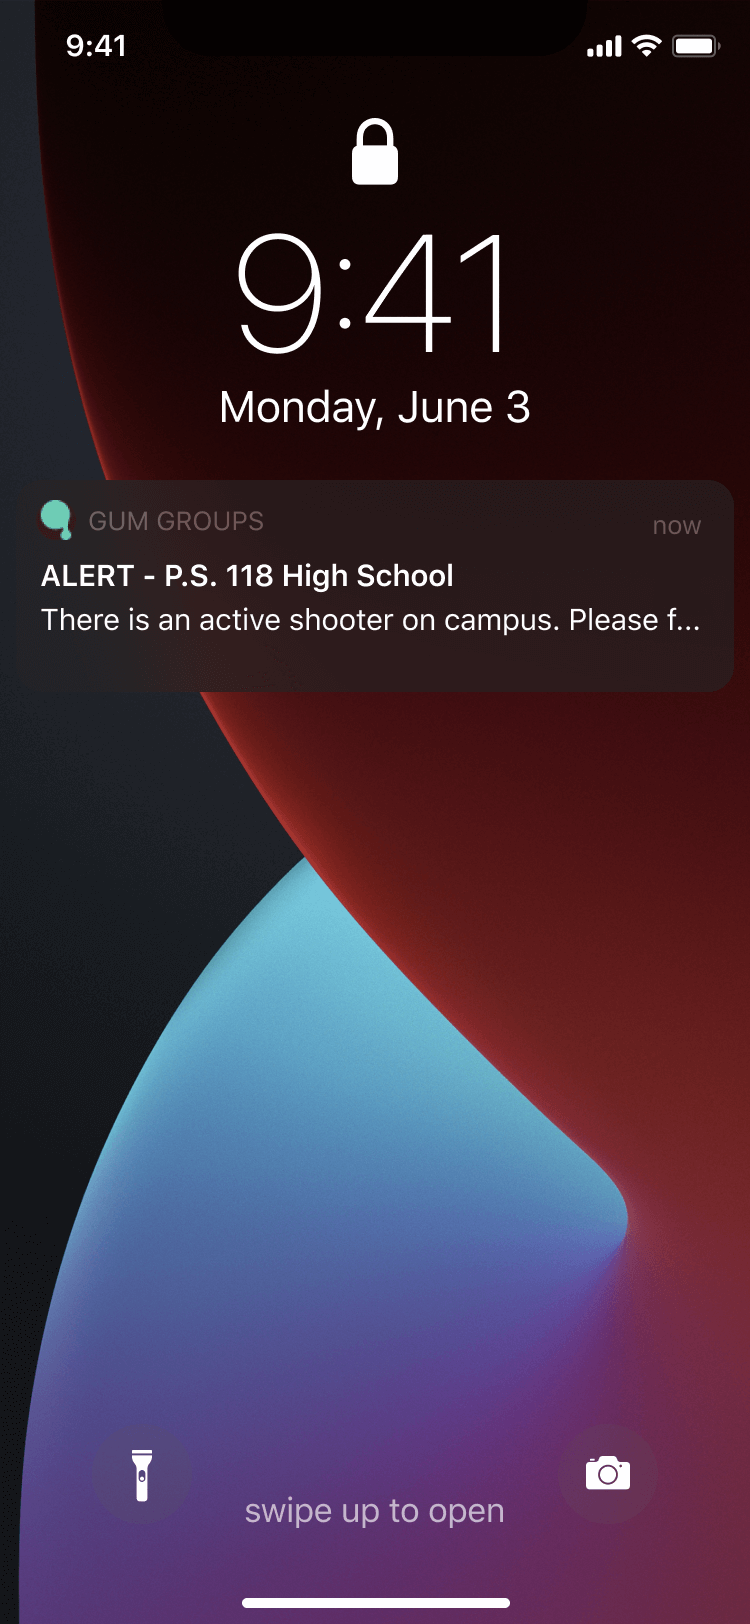 9:41
9:41
Monday, June 3
GUM GROUPS
now
ALERT - P.S. 118 High School
There is an active shooter on campus. Please f...
swipe up to open